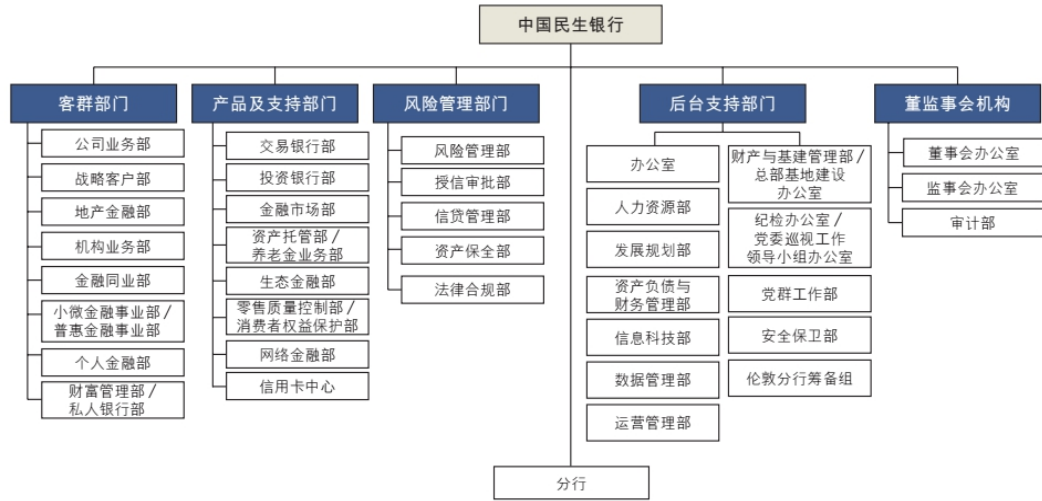 中国民生银行
客群部门
公司业务部
战略客户部
地产金融部
机构业务部
金融同业部
小微金融事业部/
普惠金融事业部
个人金融部
财富管理部/
私人银行部
产品及支持部门
交易银行部
投资银行部
金融市场部
资产托管部/
养老金业务部
生态金融部
零售质量控制部/
消费者权益保护部
网络金融部
信用卡中心
风险管理部门
风险管理部
授信审批部
信贷管理部
资产保全部
法律合规部
后台支持部门
办公室
人力资源部
发展规划部
资产负债与
财务管理部
信息科技部
数据管理部
运营管理部
财产与基建管理部/
总部基地建设
办公室
纪检办公室/
党委巡视工作
领导小组办公室
党群工作部
安全保卫部
伦敦分行筹备组
董监事会机构
董事会办公室
监事会办公室
审计部
分行